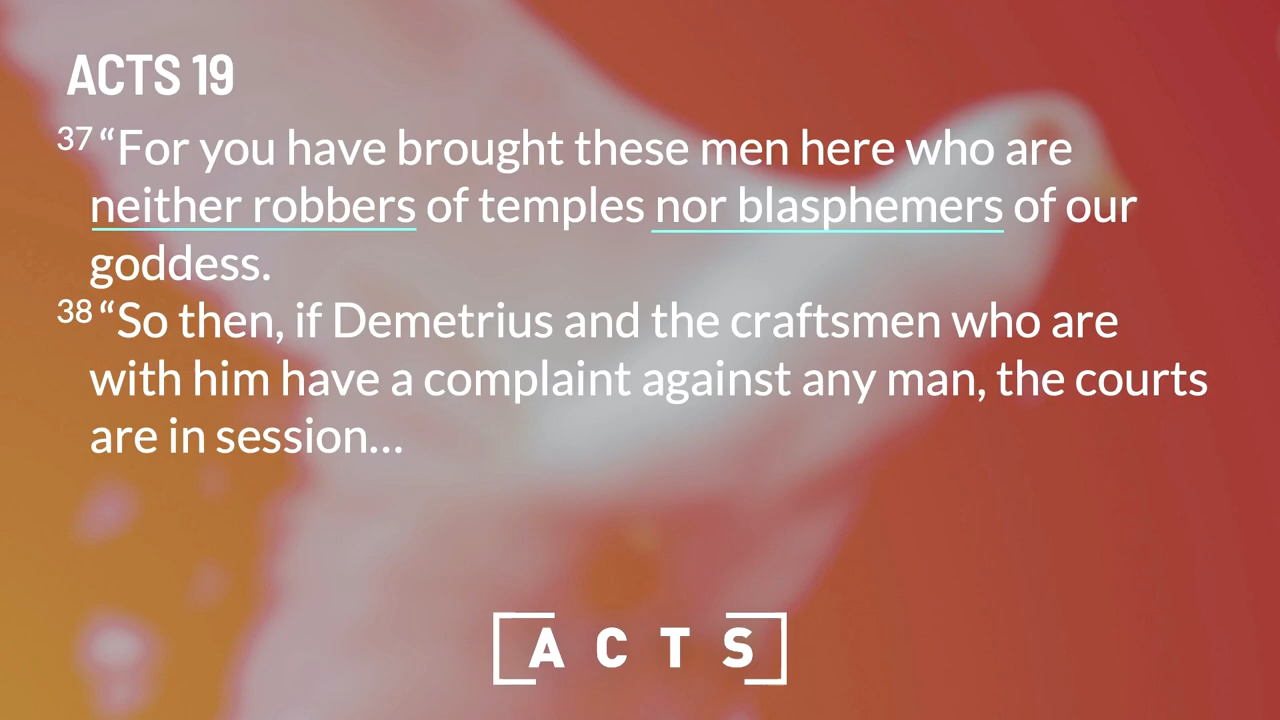 ACTS 19
37 “For you have brought these men here who are
neither robbers of temples nor blasphemers of our
goddess.
38 “So then, if Demetrius and the craftsmen who are
with him have a complaint against any man, the courts
are in session...
ACTS